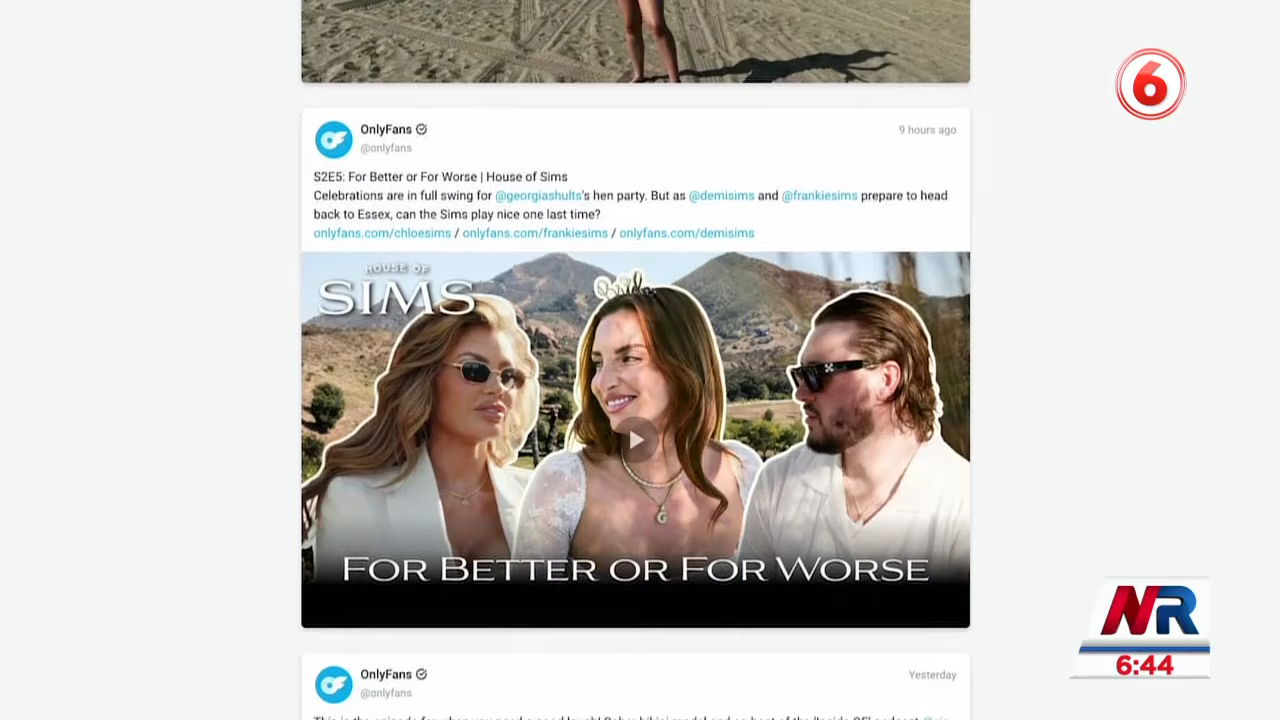 6
OnlyFans
9 hours ago
@onlyfans
S2E5: For Better or For Worse | House of Sims
Celebrations are in full swing for @georgiashults's hen party. But as @demisims and @frankiesims prepare to head
back to Essex, can the Sims play nice one last time?
onlyfans.com/chloesims / onlyfans.com/frankiesims / onlyfans.com/demisims
HOUSE OF
SIMS
Bride
G
FOR BETTER OR FOR WORSE
NR
6:44
OnlyFans
Yesterday
@onlyfans